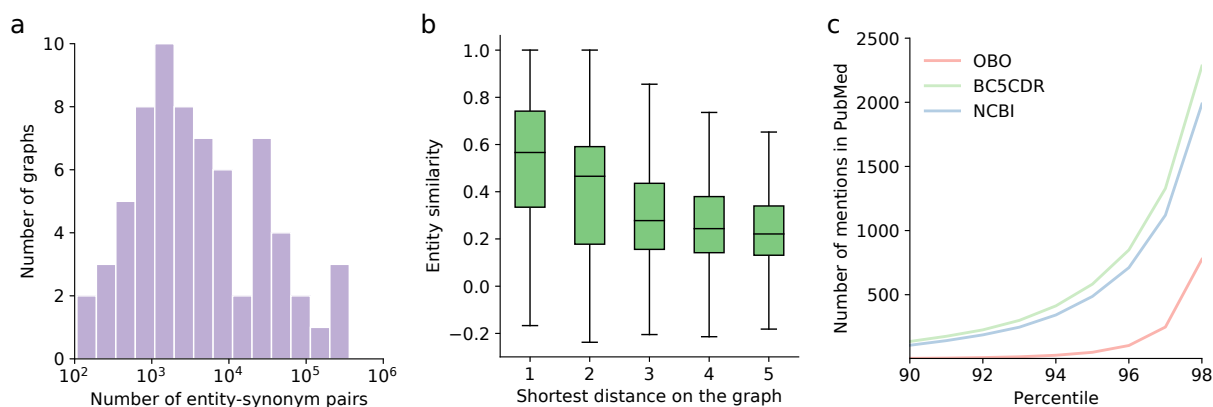 a
10
8
6
4
2
0
Number of graphs
10^2
10^3
10^4
10^5
10^6
Number of entity-synonym pairs
b
1.0
0.8
0.6
0.4
0.2
0.0
−0.2
Entity similarity
1
2
3
4
5
Shortest distance on the graph
c
2500
2000
1500
1000
500
Number of mentions in PubMed
OBO
BC5CDR
NCBI
90
92
94
96
98
Percentile